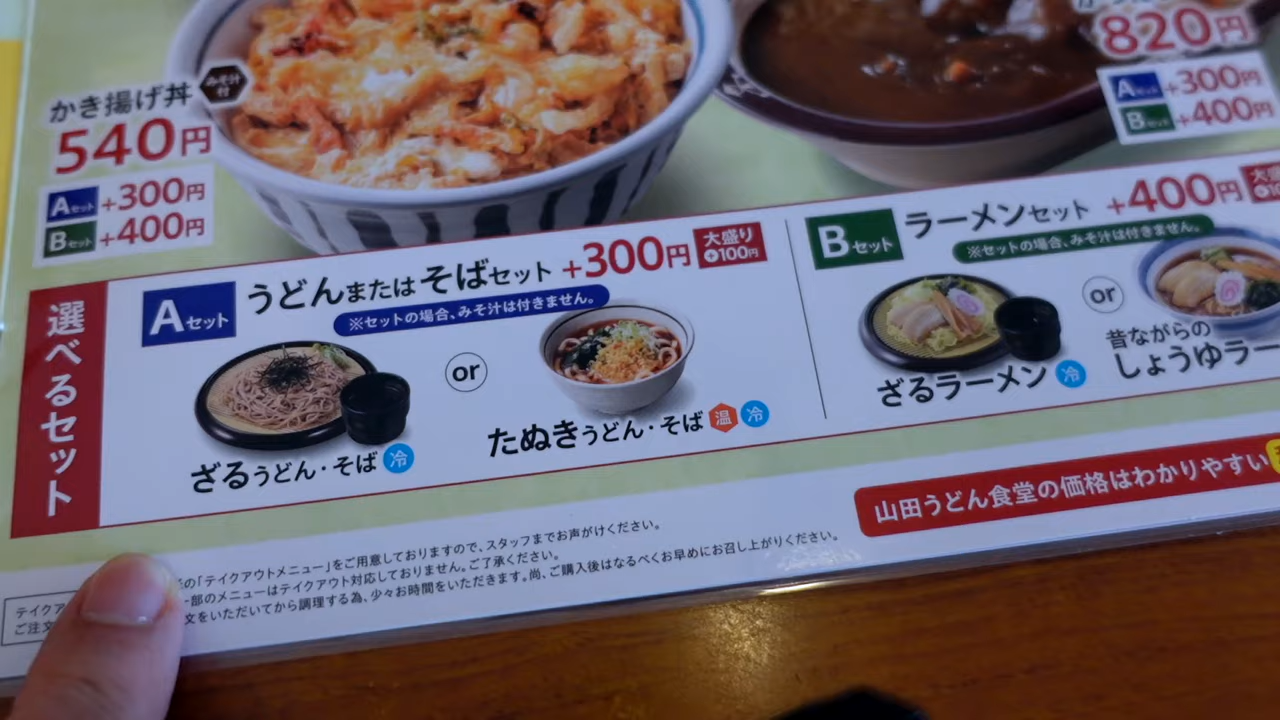 みそ汁付
かき揚げ丼
540円
Aセット +300円
Bセット +400円
820円
Aセット +300円
Bセット +400円
選べるセット
Aセット うどんまたはそばセット +300円 大盛り +100円
※セットの場合、みそ汁は付きません。
or
ざるうどん・そば 冷
たぬきうどん・そば 温 冷
Bセット ラーメンセット +400円
※セットの場合、みそ汁は付きません。
or
ざるラーメン 冷
昔ながらの
しょうゆラー
山田うどん食堂の価格はわかりやすい
テイクア
の「テイクアウトメニュー」をご用意しておりますので、スタッフまでお声がけください。
一部のメニューはテイクアウト対応しておりません。ご了承ください。
ご注文をいただいてから調理する為、少々お時間をいただきます。尚、ご購入後はなるべくお早めにお召し上がりください。